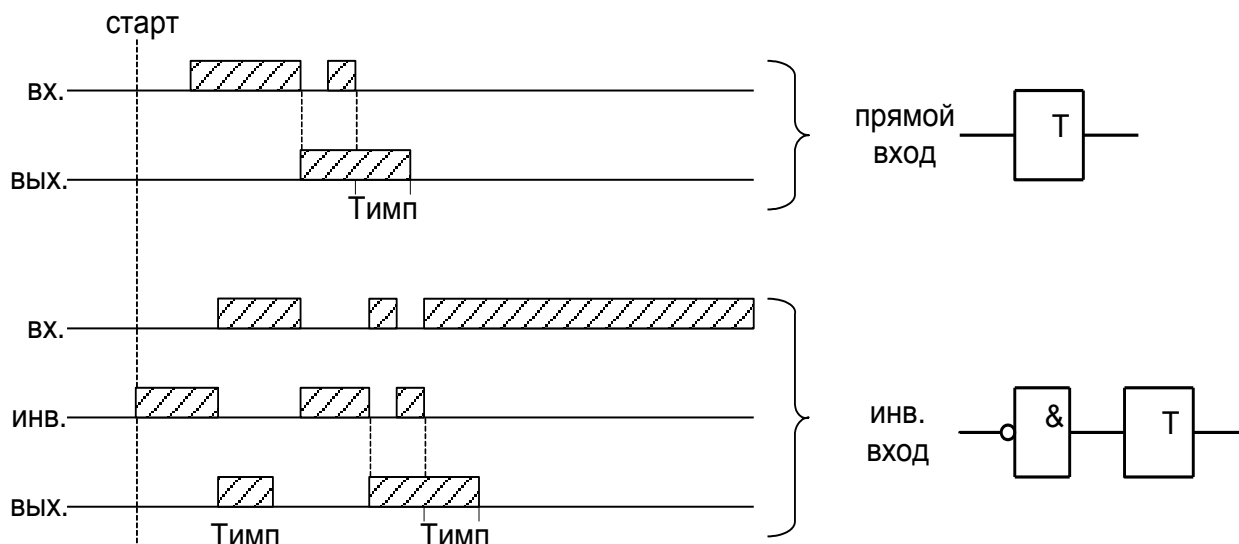 старт
вх.
вых.
Тимп
прямой
вход
Т
вх.
инв.
вых.
Тимп
Тимп
инв.
вход
&
Т